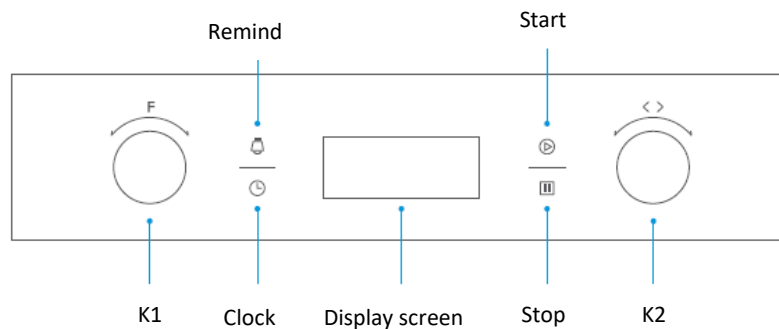 Remind
Start
F
< >
K1
Clock
Display screen
Stop
K2